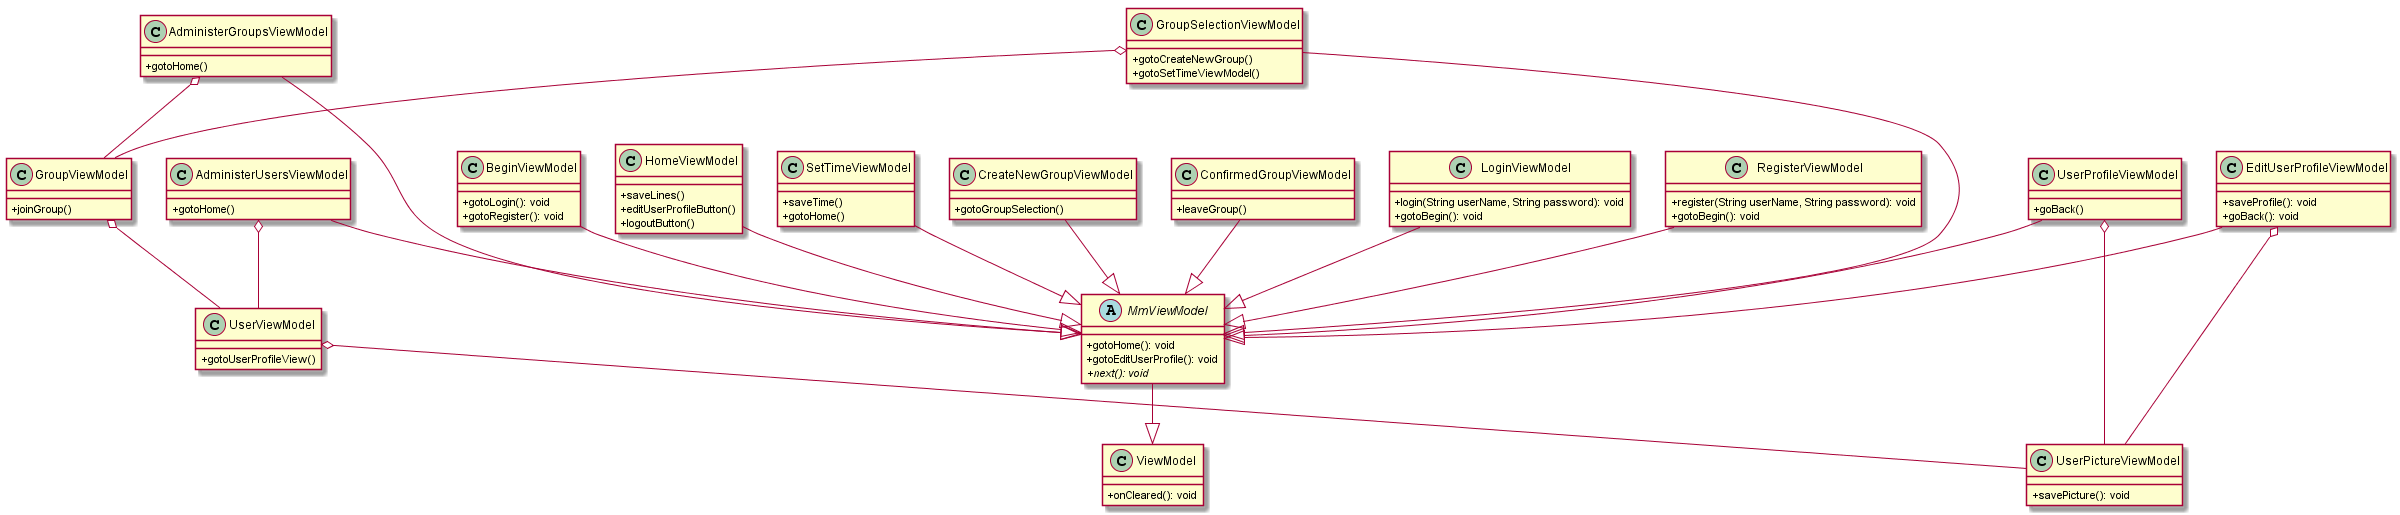 C AdministerGroupsViewModel
+gotoHome()
C GroupSelectionViewModel
+gotoCreateNewGroup()
+gotoSetTimeViewModel()
C GroupViewModel
+joinGroup()
C AdministerUsersViewModel
+gotoHome()
C BeginViewModel
+gotoLogin(): void
+gotoRegister(): void
C HomeViewModel
+saveLines()
+editUserProfileButton()
+logoutButton()
C SetTimeViewModel
+saveTime()
+gotoHome()
C CreateNewGroupViewModel
+gotoGroupSelection()
C ConfirmedGroupViewModel
+leaveGroup()
C LoginViewModel
+login(String userName, String password): void
+gotoBegin(): void
C RegisterViewModel
+register(String userName, String password): void
+gotoBegin(): void
C UserProfileViewModel
+goBack()
C EditUserProfileViewModel
+saveProfile(): void
+goBack(): void
C UserViewModel
+gotoUserProfileView()
A MmViewModel
+gotoHome(): void
+gotoEditUserProfile(): void
+next(): void
C ViewModel
+onCleared(): void
C UserPictureViewModel
+savePicture(): void